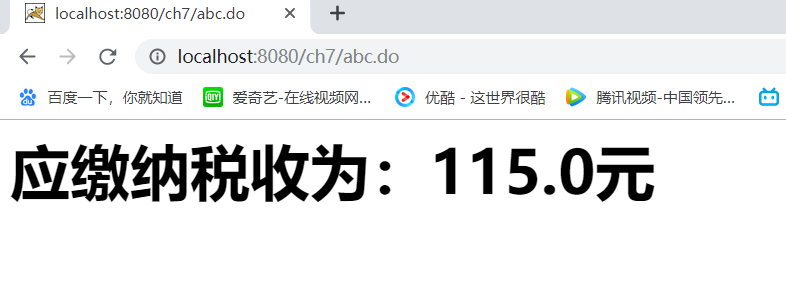 localhost:8080/ch7/abc.do
localhost:8080/ch7/abc.do
百度一下，你就知道 爱奇艺-在线视频网... 优酷 - 这世界很酷 腾讯视频-中国领先...
应缴纳税收为：115.0元